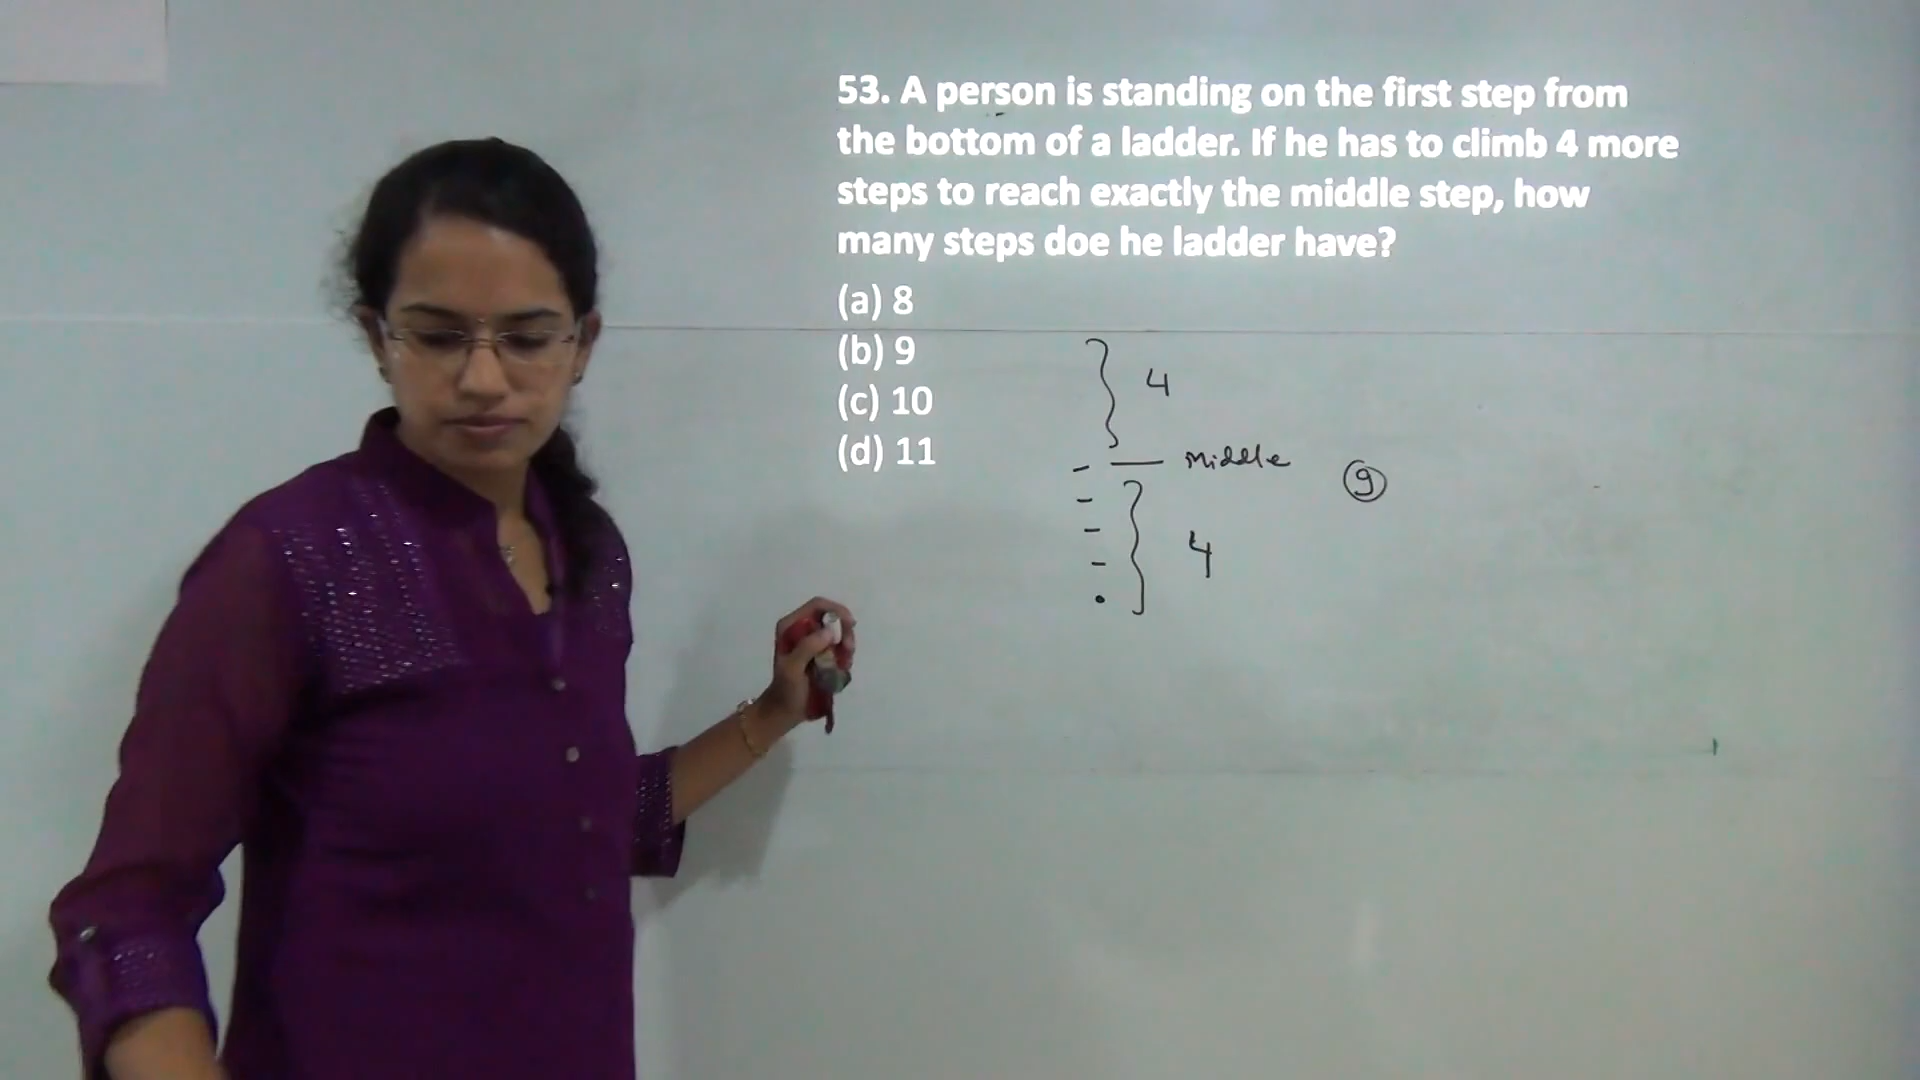 53. A person is standing on the first step from
the bottom of a ladder. If he has to climb 4 more
steps to reach exactly the middle step, how
many steps doe he ladder have?
(a) 8
(b) 9
(c) 10
(d) 11
4
Middle
9
4